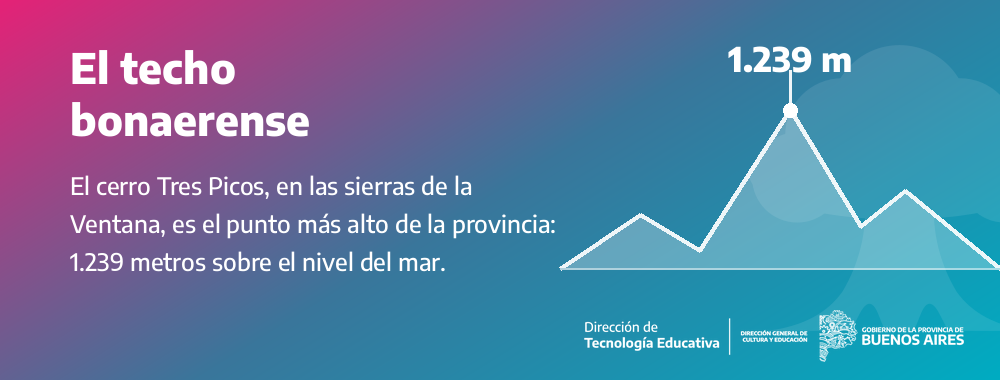 El techo
bonaerense
El cerro Tres Picos, en las sierras de la
Ventana, es el punto más alto de la provincia:
1.239 metros sobre el nivel del mar.
1.239 m
Dirección de
Tecnología Educativa
DIRECCIÓN GENERAL DE
CULTURA Y EDUCACIÓN
GOBIERNO DE LA PROVINCIA DE
BUENOS AIRES